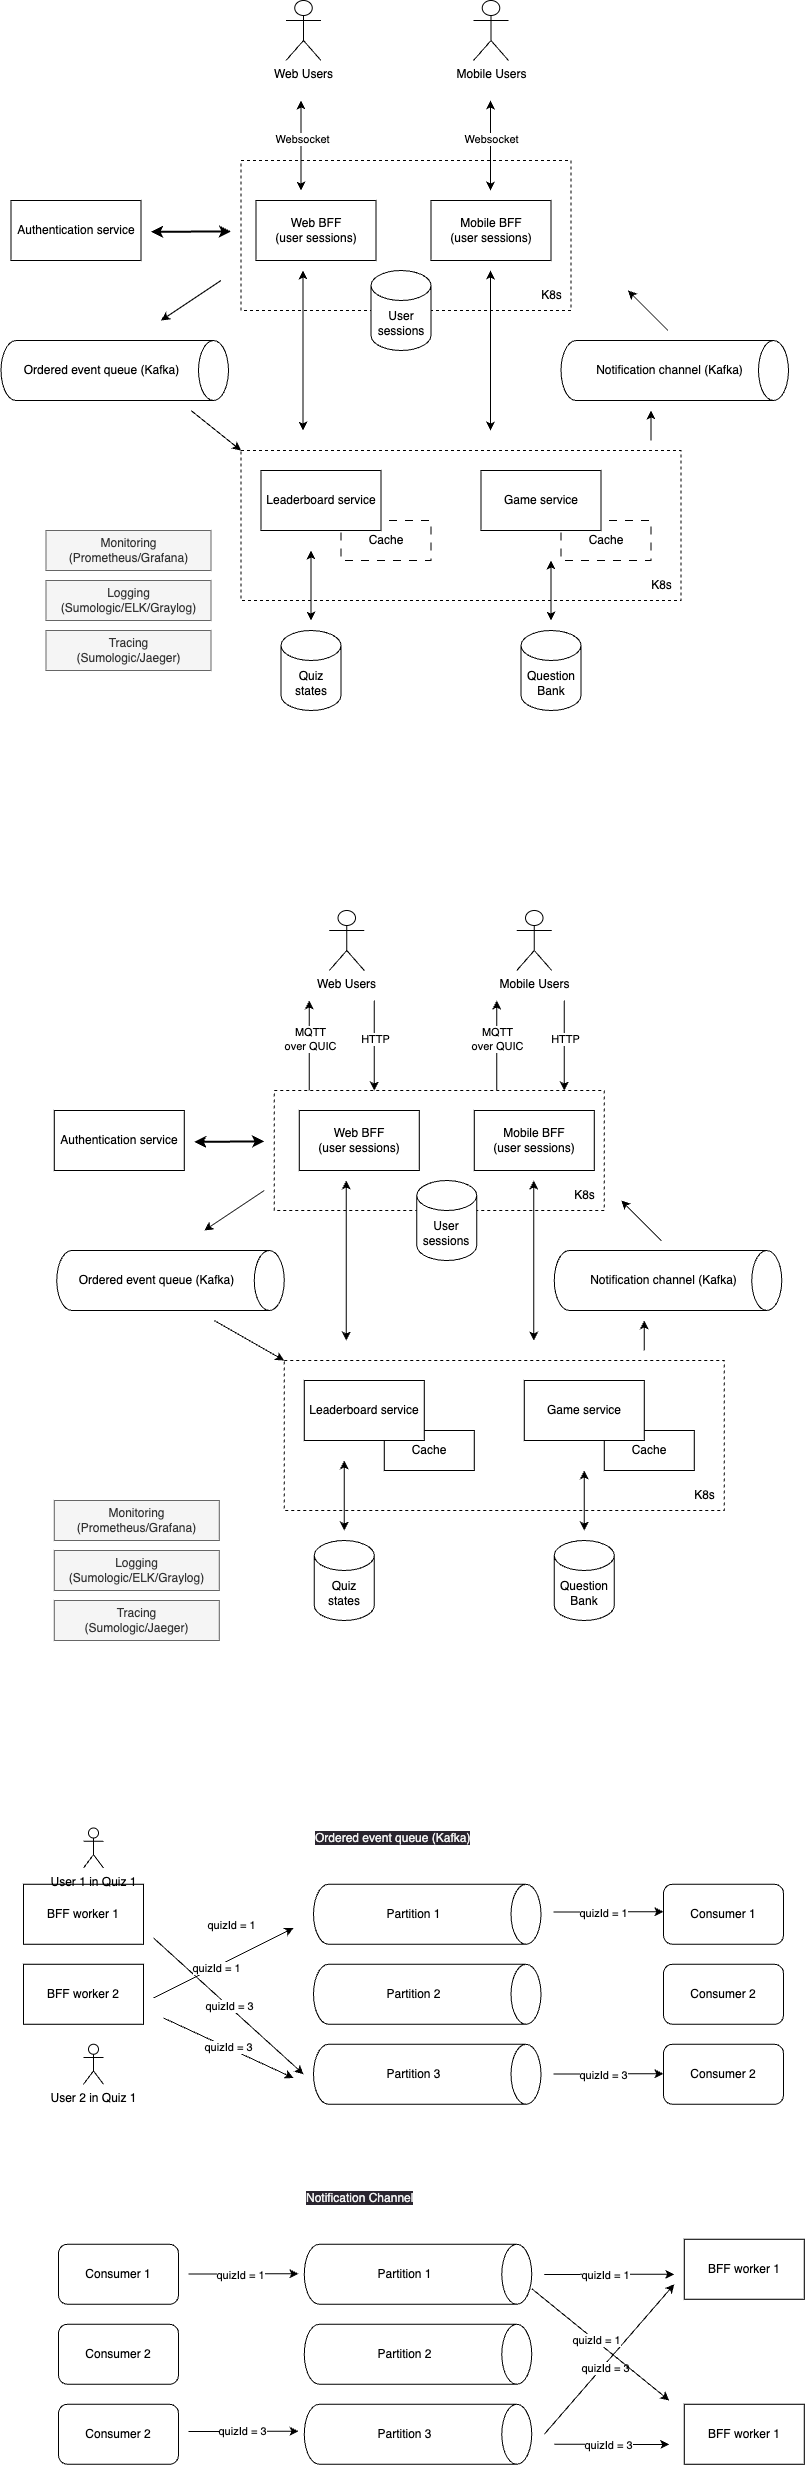 Web Users
Mobile Users
Websocket
Websocket
Authentication service
Web BFF
(user sessions)
Mobile BFF
(user sessions)
K8s
User
sessions
Ordered event queue (Kafka)
Notification channel (Kafka)
Leaderboard service
Cache
Game service
Cache
K8s
Monitoring
(Prometheus/Grafana)
Logging
(Sumologic/ELK/Graylog)
Tracing
(Sumologic/Jaeger)
Quiz
states
Question
Bank
Web Users
Mobile Users
MQTT
over QUIC
HTTP
MQTT
over QUIC
HTTP
Authentication service
Web BFF
(user sessions)
Mobile BFF
(user sessions)
K8s
User
sessions
Ordered event queue (Kafka)
Notification channel (Kafka)
Leaderboard service
Cache
Game service
Cache
K8s
Monitoring
(Prometheus/Grafana)
Logging
(Sumologic/ELK/Graylog)
Tracing
(Sumologic/Jaeger)
Quiz
states
Question
Bank
Ordered event queue (Kafka)
User 1 in Quiz 1
BFF worker 1
quizId = 1
Partition 1
quizId = 1
Consumer 1
quizId = 1
BFF worker 2
Partition 2
Consumer 2
quizId = 3
quizId = 3
Partition 3
quizId = 3
Consumer 2
User 2 in Quiz 1
Notification Channel
Consumer 1
quizId = 1
Partition 1
quizId = 1
BFF worker 1
quizId = 1
Consumer 2
Partition 2
quizId = 3
Consumer 2
quizId = 3
Partition 3
quizId = 3
BFF worker 1